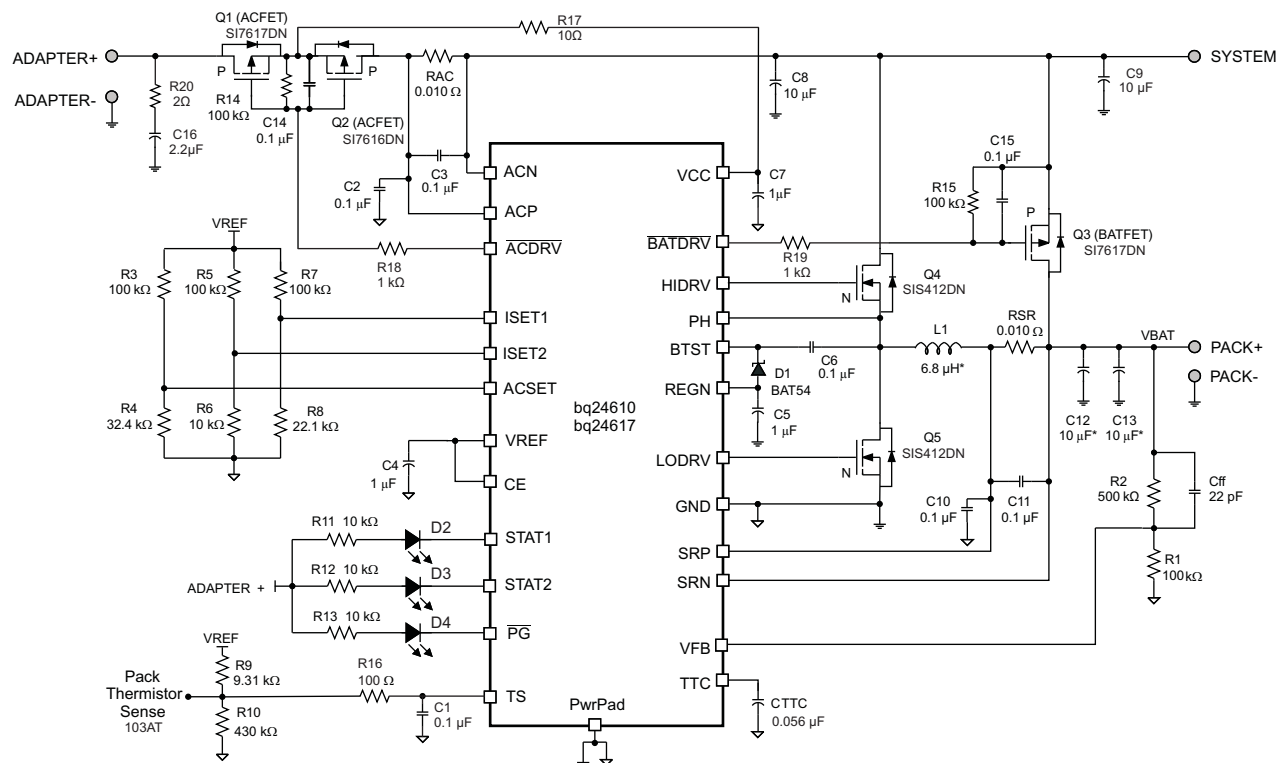 Q1 (ACFET)
SI7617DN
R17
10Ω
ADAPTER+
SYSTEM
P
P
RAC
0.010 Ω
C8
10 µF
C9
10 µF
R20
2Ω
ADAPTER-
R14
100 kΩ
C14
0.1 µF
Q2 (ACFET)
SI7616DN
C16
2.2µF
C15
0.1 µF
ACN
VCC
C7
1µF
C2
0.1 µF
C3
0.1 µF
R15
100 kΩ
P
ACP
VREF
ACDRV
BATDRV
Q3 (BATFET)
SI7617DN
R18
1 kΩ
R19
1 kΩ
R3
100 kΩ
R5
100 kΩ
R7
100 kΩ
HIDRV
N
Q4
SIS412DN
ISET1
PH
L1
6.8 µH*
RSR
0.010 Ω
VBAT
ISET2
BTST
PACK+
C6
0.1 µF
D1
BAT54
PACK-
ACSET
REGN
R4
32.4 kΩ
R6
10 kΩ
R8
22.1 kΩ
bq24610
bq24617
C5
1 µF
C12
10 µF*
C13
10 µF*
VREF
Q5
SIS412DN
C4
1 µF
LODRV
N
CE
R2
500 kΩ
Cff
22 pF
GND
C10
0.1 µF
C11
0.1 µF
R11 10 kΩ
D2
STAT1
SRP
R1
100kΩ
R12 10 kΩ
D3
ADAPTER +
STAT2
SRN
R13 10 kΩ
D4
PG
VREF
VFB
R9
9.31 kΩ
R16
100 Ω
Pack
Thermistor
Sense
103AT
TS
TTC
R10
430 kΩ
C1
0.1 µF
PwrPad
CTTC
0.056 µF